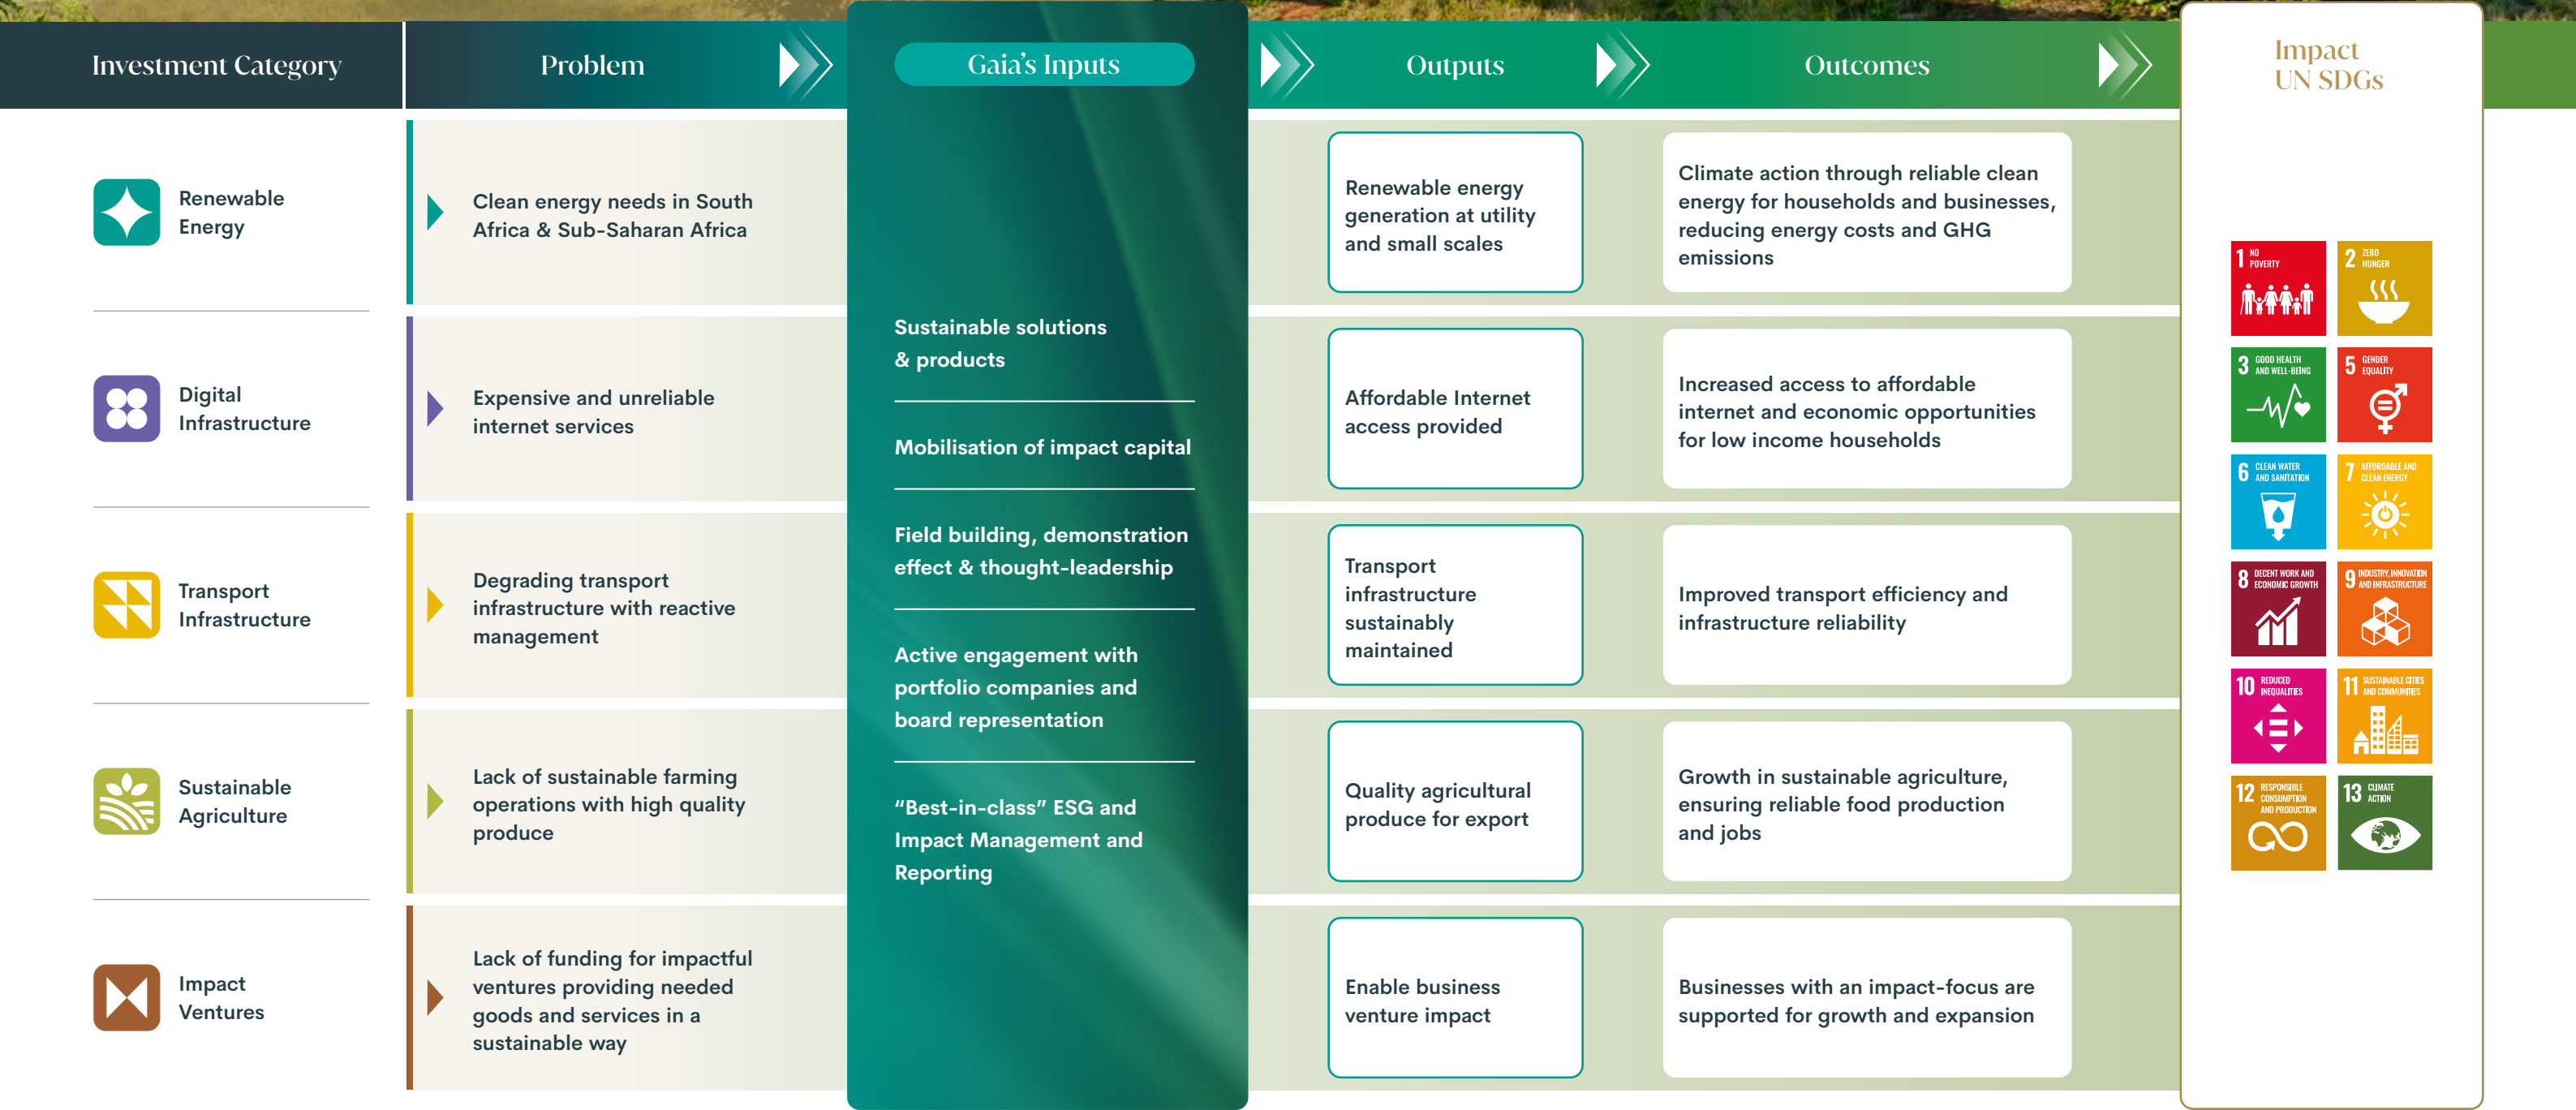 Investment Category
Problem
Gaia's Inputs
Outputs
Outcomes
Impact
UN SDGs
Renewable
Energy
Clean energy needs in South
Africa & Sub-Saharan Africa
Renewable energy
generation at utility
and small scales
Climate action through reliable clean
energy for households and businesses,
reducing energy costs and GHG
emissions
Digital
Infrastructure
Expensive and unreliable
internet services
Affordable Internet
access provided
Increased access to affordable
internet and economic opportunities
for low income households
Transport
Infrastructure
Degrading transport
infrastructure with reactive
management
Transport
infrastructure
sustainably
maintained
Improved transport efficiency and
infrastructure reliability
Sustainable
Agriculture
Lack of sustainable farming
operations with high quality
produce
Quality agricultural
produce for export
Growth in sustainable agriculture,
ensuring reliable food production
and jobs
Impact
Ventures
Lack of funding for impactful
ventures providing needed
goods and services in a
sustainable way
Enable business
venture impact
Businesses with an impact-focus are
supported for growth and expansion
Sustainable solutions
& products
Mobilisation of impact capital
Field building, demonstration
effect & thought-leadership
Active engagement with
portfolio companies and
board representation
“Best-in-class” ESG and
Impact Management and
Reporting
1 NO
POVERTY
2 ZERO
HUNGER
3 GOOD HEALTH
AND WELL-BEING
5 GENDER
EQUALITY
6 CLEAN WATER
AND SANITATION
7 AFFORDABLE AND
CLEAN ENERGY
8 DECENT WORK AND
ECONOMIC GROWTH
9 INDUSTRY, INNOVATION
AND INFRASTRUCTURE
10 REDUCED
INEQUALITIES
11 SUSTAINABLE CITIES
AND COMMUNITIES
12 RESPONSIBLE
CONSUMPTION
AND PRODUCTION
13 CLIMATE
ACTION